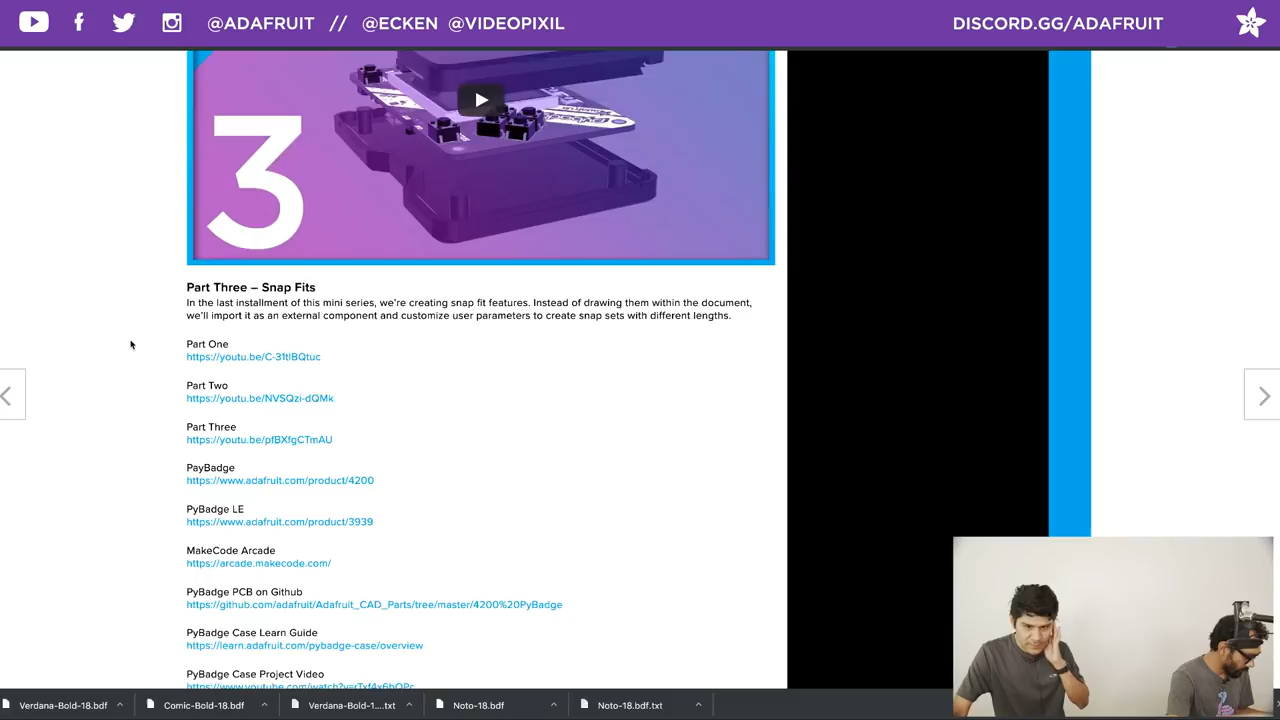 @ADAFRUIT // @ECKEN @VIDEOPIXIL
DISCORD.GG/ADAFRUIT
3
Part Three – Snap Fits
In the last installment of this mini series, we're creating snap fit features. Instead of drawing them within the document,
we'll import it as an external component and customize user parameters to create snap sets with different lengths.
Part One
https://youtu.be/C-31tlBQtuc
Part Two
https://youtu.be/NVSQzi-dQMk
Part Three
https://youtu.be/pfBXfgCTmAU
PayBadge
https://www.adafruit.com/product/4200
PyBadge LE
https://www.adafruit.com/product/3939
MakeCode Arcade
https://arcade.makecode.com/
PyBadge PCB on Github
https://github.com/adafruit/Adafruit_CAD_Parts/tree/master/4200%20PyBadge
PyBadge Case Learn Guide
https://learn.adafruit.com/pybadge-case/overview
PyBadge Case Project Video
Verdana-Bold-18.bdf
Comic-Bold-18.bdf
Verdana-Bold-1....txt
Noto-18.bdf
Noto-18.bdf.txt